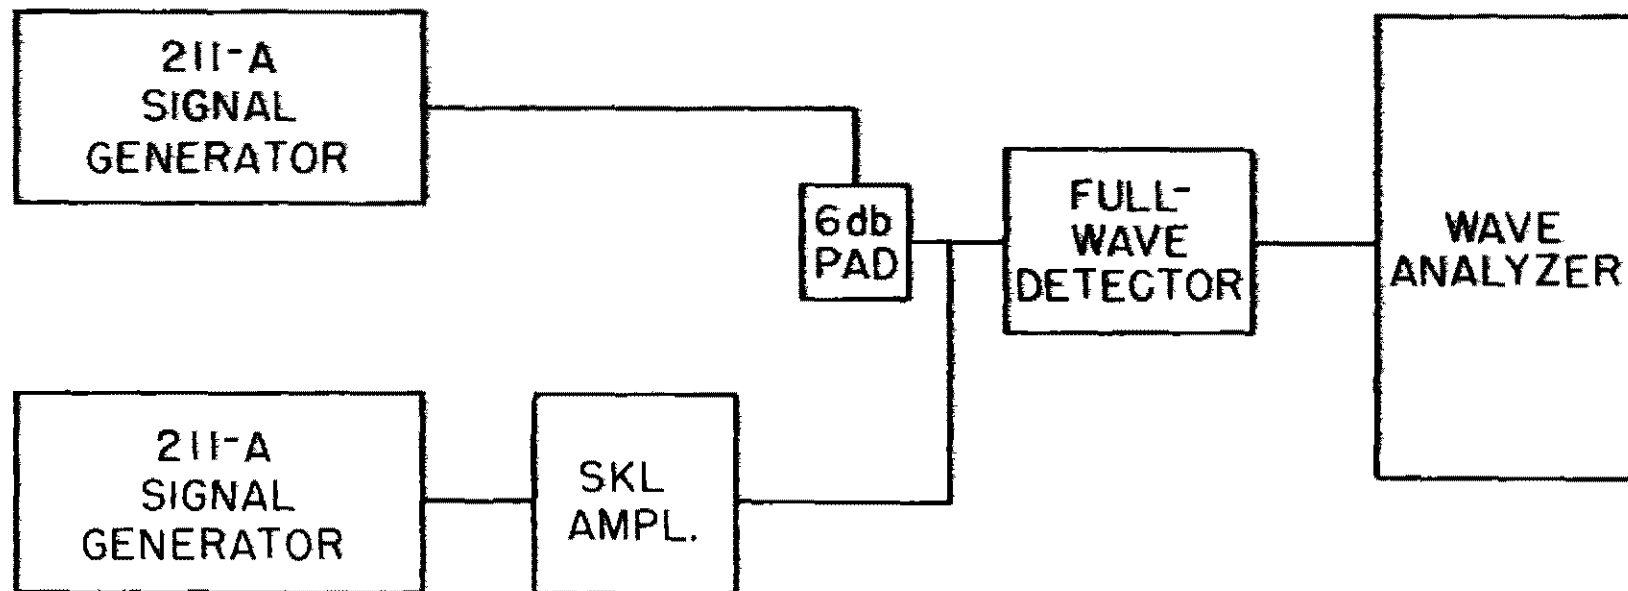 211-A
SIGNAL
GENERATOR
6db
PAD
FULL-
WAVE
DETECTOR
WAVE
ANALYZER
211-A
SIGNAL
GENERATOR
SKL
AMPL.